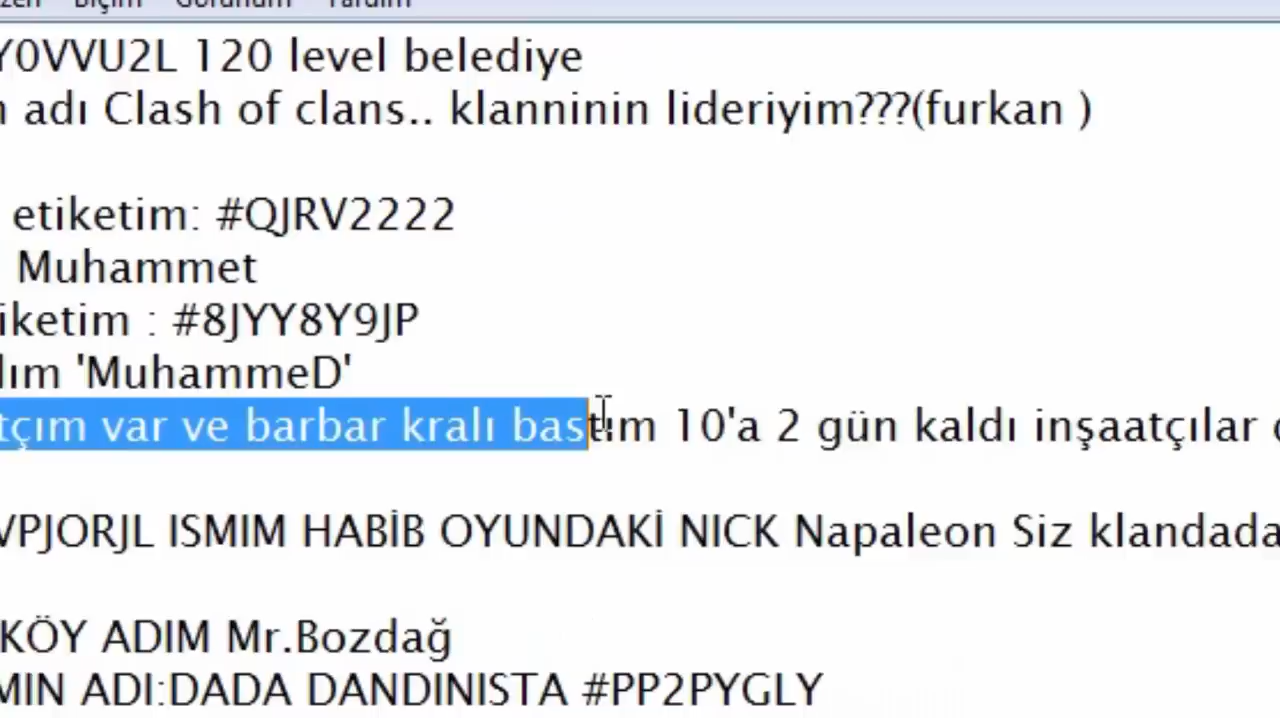 Biçim Görünüm Yardım
Y0VVU2L 120 level belediye
adı Clash of clans.. klanninin lideriyim???(furkan )
etiketim: #QJRV2222
Muhammet
iketim : #8JYY8Y9JP
lım 'MuhammeD'
tçım var ve barbar kralı bastım 10'a 2 gün kaldı inşaatçılar
VPJORJL ISMIM HABİB OYUNDAKİ NICK Napaleon Siz klandada
KÖY ADIM Mr.Bozdağ
MIN ADI:DADA DANDINISTA #PP2PYGLY